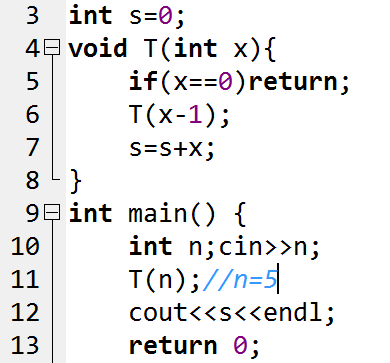 3 int s=0;
4 void T(int x){
5 if(x==0)return;
6 T(x-1);
7 s=s+x;
8 }
9 int main() {
10 int n;cin>>n;
11 T(n);//n=5
12 cout<<s<<endl;
13 return 0;